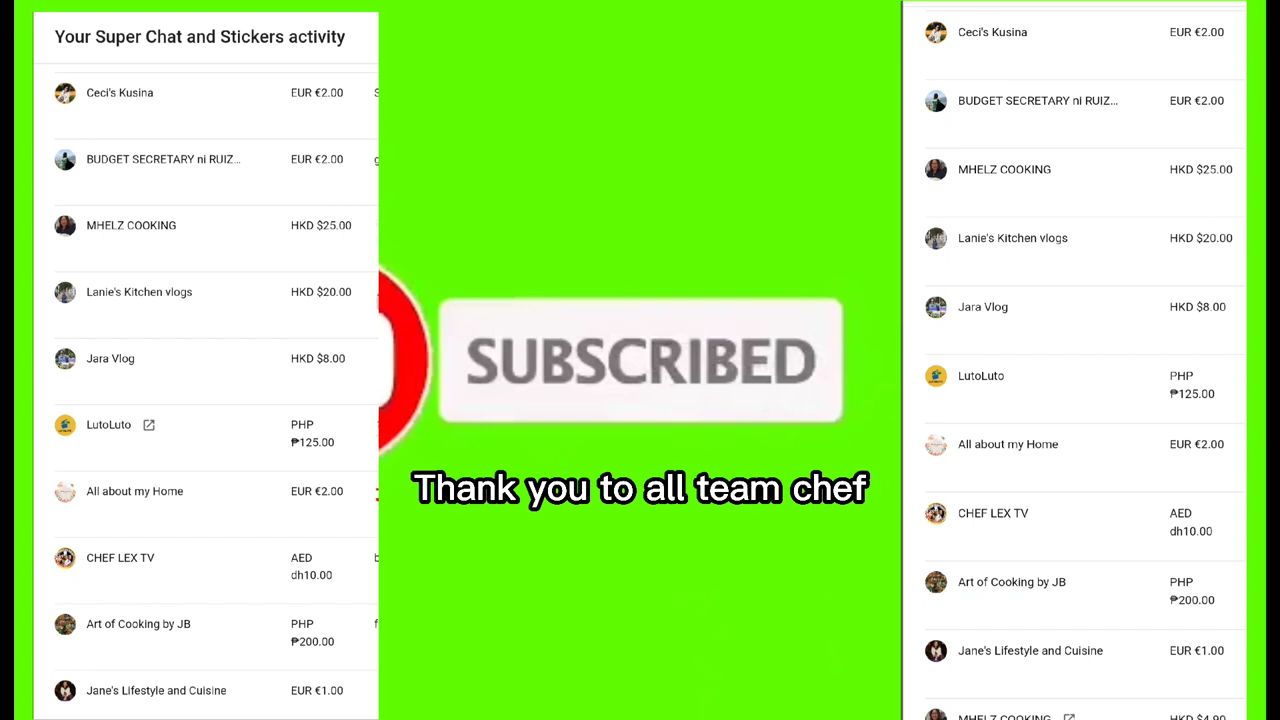 Your Super Chat and Stickers activity
Ceci's Kusina EUR €2.00
BUDGET SECRETARY ni RUIZ... EUR €2.00
MHELZ COOKING HKD $25.00
Lanie's Kitchen vlogs HKD $20.00
Jara Vlog HKD $8.00
LutoLuto PHP
₱125.00
All about my Home EUR €2.00
CHEF LEX TV AED
dh10.00
Art of Cooking by JB PHP
₱200.00
Jane's Lifestyle and Cuisine EUR €1.00
SUBSCRIBED
Thank you to all team chef
Ceci's Kusina EUR €2.00
BUDGET SECRETARY ni RUIZ... EUR €2.00
MHELZ COOKING HKD $25.00
Lanie's Kitchen vlogs HKD $20.00
Jara Vlog HKD $8.00
LutoLuto PHP
₱125.00
All about my Home EUR €2.00
CHEF LEX TV AED
dh10.00
Art of Cooking by JB PHP
₱200.00
Jane's Lifestyle and Cuisine EUR €1.00
MHELZ COOKING HKD $4.90